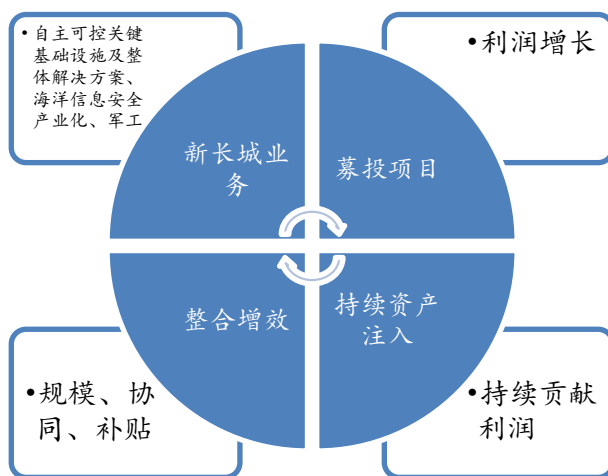 •自主可控关键
基础设施及整
体解决方案、
海洋信息安全
产业化、军工
•利润增长
新长城业
务
募投项目
整合增效
持续资产
注入
•规模、协
同、补贴
•持续贡献
利润